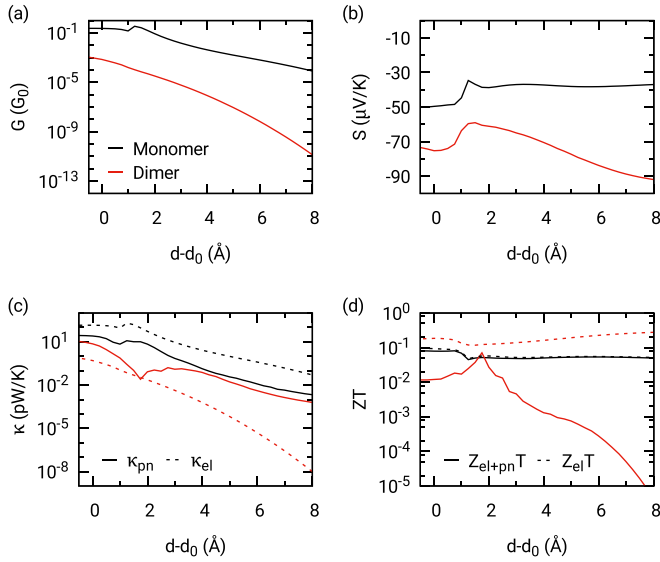 (a)
10⁻¹
10⁻⁵
10⁻⁹
10⁻¹³
G (G₀)
Monomer
Dimer
0 2 4 6 8
d-d₀ (Å)
(b)
-10
-30
-50
-70
-90
S (μV/K)
0 2 4 6 8
d-d₀ (Å)
(c)
10¹
10⁻²
10⁻⁵
10⁻⁸
κ (pW/K)
κₚₙ
κₑₗ
0 2 4 6 8
d-d₀ (Å)
(d)
10⁰
10⁻¹
10⁻²
10⁻³
10⁻⁴
10⁻⁵
ZT
Zₑₗ₊ₚₙT
ZₑₗT
0 2 4 6 8
d-d₀ (Å)